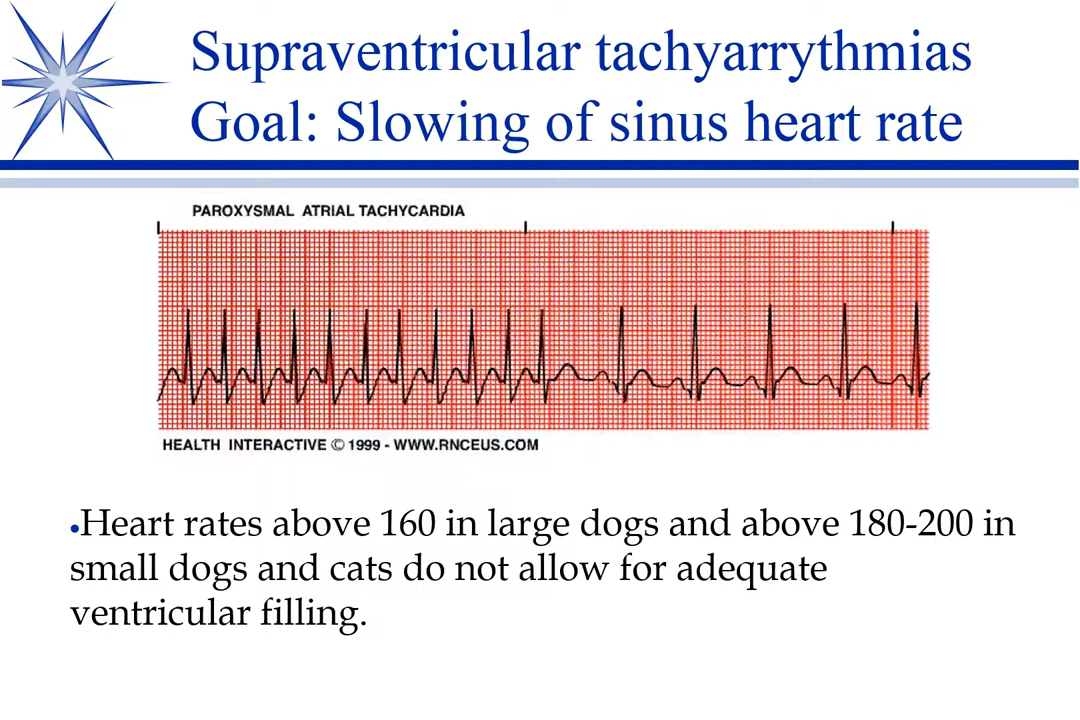 Supraventricular tachyarrythmias
Goal: Slowing of sinus heart rate
PAROXYSMAL ATRIAL TACHYCARDIA
HEALTH INTERACTIVE © 1999 - WWW.RNCEUS.COM
•Heart rates above 160 in large dogs and above 180-200 in
small dogs and cats do not allow for adequate
ventricular filling.